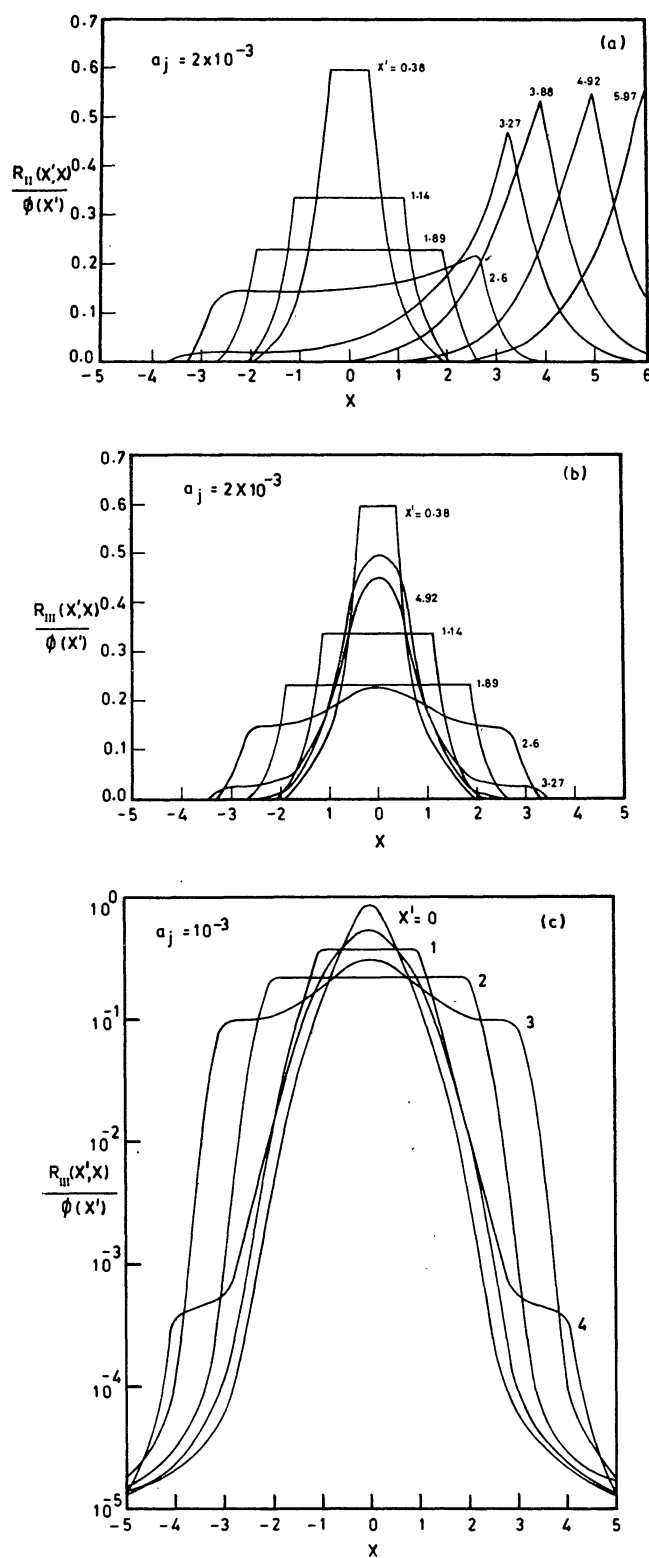 (a)
a_j = 2×10⁻³
0.7
0.6
0.5
0.4
0.3
0.2
0.1
0.0
R_II(X',X)
ϕ(X')
X' = 0.38
1.14
1.89
2.6
3.27
3.88
4.92
5.97
-5 -4 -3 -2 -1 0 1 2 3 4 5 6
X
(b)
a_j = 2×10⁻³
0.7
0.6
0.5
0.4
0.3
0.2
0.1
0.0
R_III(X',X)
ϕ(X')
X' = 0.38
4.92
1.14
1.89
2.6
3.27
-5 -4 -3 -2 -1 0 1 2 3 4 5
X
(c)
a_j = 10⁻³
X' = 0
1
2
3
4
10⁰
10⁻¹
10⁻²
10⁻³
10⁻⁴
10⁻⁵
R_III(X',X)
ϕ(X')
-5 -4 -3 -2 -1 0 1 2 3 4 5
X